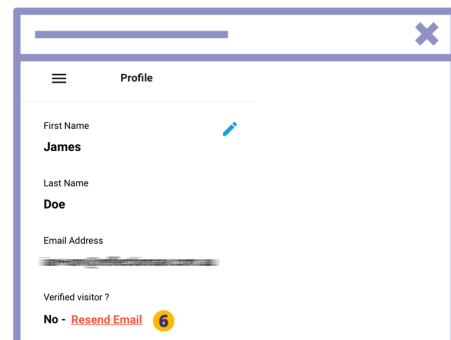 Profile
First Name
James
Last Name
Doe
Email Address
Verified visitor ?
No - Resend Email 6